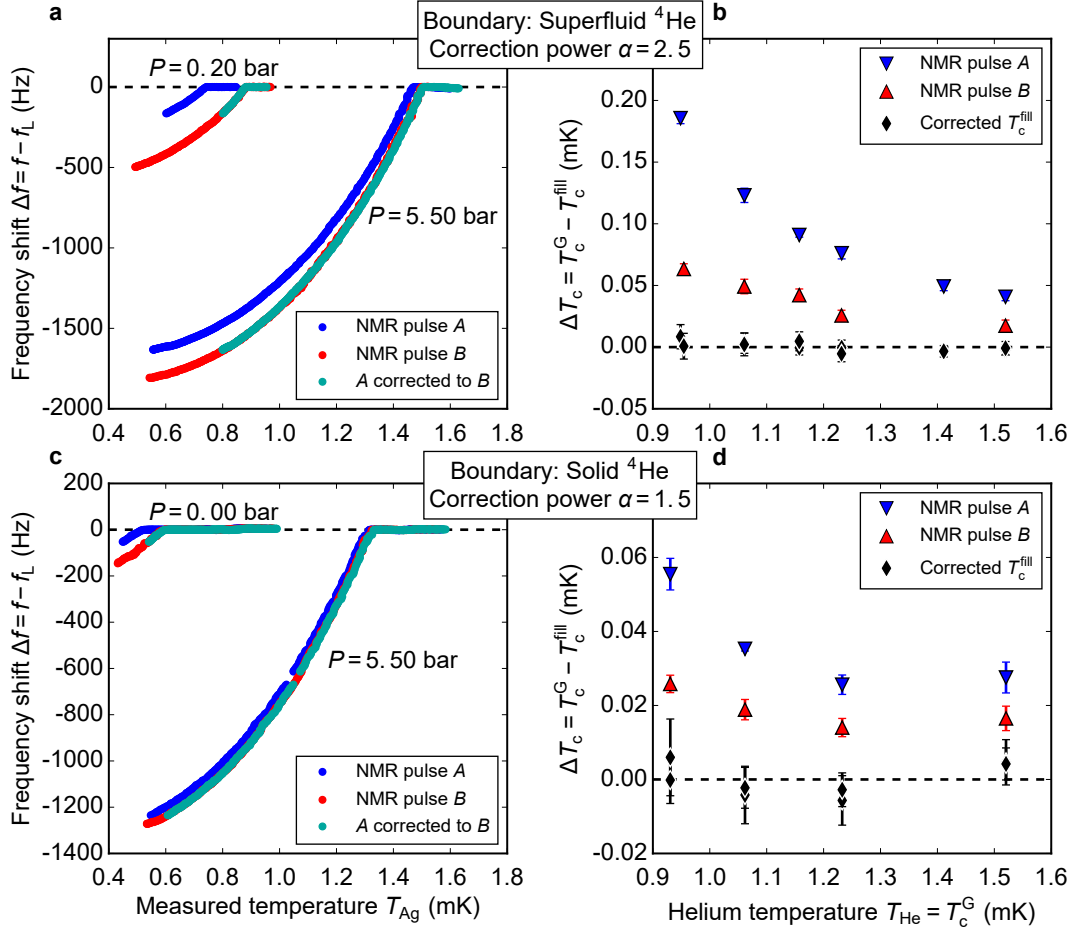 a
Boundary: Superfluid ⁴He
Correction power α = 2.5
b
Frequency shift Δf = f − f_L (Hz)
0
-500
-1000
-1500
-2000
P = 0.20 bar
P = 5.50 bar
NMR pulse A
NMR pulse B
A corrected to B
0.4 0.6 0.8 1.0 1.2 1.4 1.6 1.8
ΔT_c = T_c^G − T_c^fill (mK)
0.20
0.15
0.10
0.05
0.00
-0.05
NMR pulse A
NMR pulse B
Corrected T_c^fill
0.9 1.0 1.1 1.2 1.3 1.4 1.5 1.6
c
Boundary: Solid ⁴He
Correction power α = 1.5
d
Frequency shift Δf = f − f_L (Hz)
200
0
-200
-400
-600
-800
-1000
-1200
-1400
P = 0.00 bar
P = 5.50 bar
NMR pulse A
NMR pulse B
A corrected to B
0.4 0.6 0.8 1.0 1.2 1.4 1.6 1.8
Measured temperature T_Ag (mK)
ΔT_c = T_c^G − T_c^fill (mK)
0.06
0.04
0.02
0.00
-0.02
NMR pulse A
NMR pulse B
Corrected T_c^fill
0.9 1.0 1.1 1.2 1.3 1.4 1.5 1.6
Helium temperature T_He = T_c^G (mK)